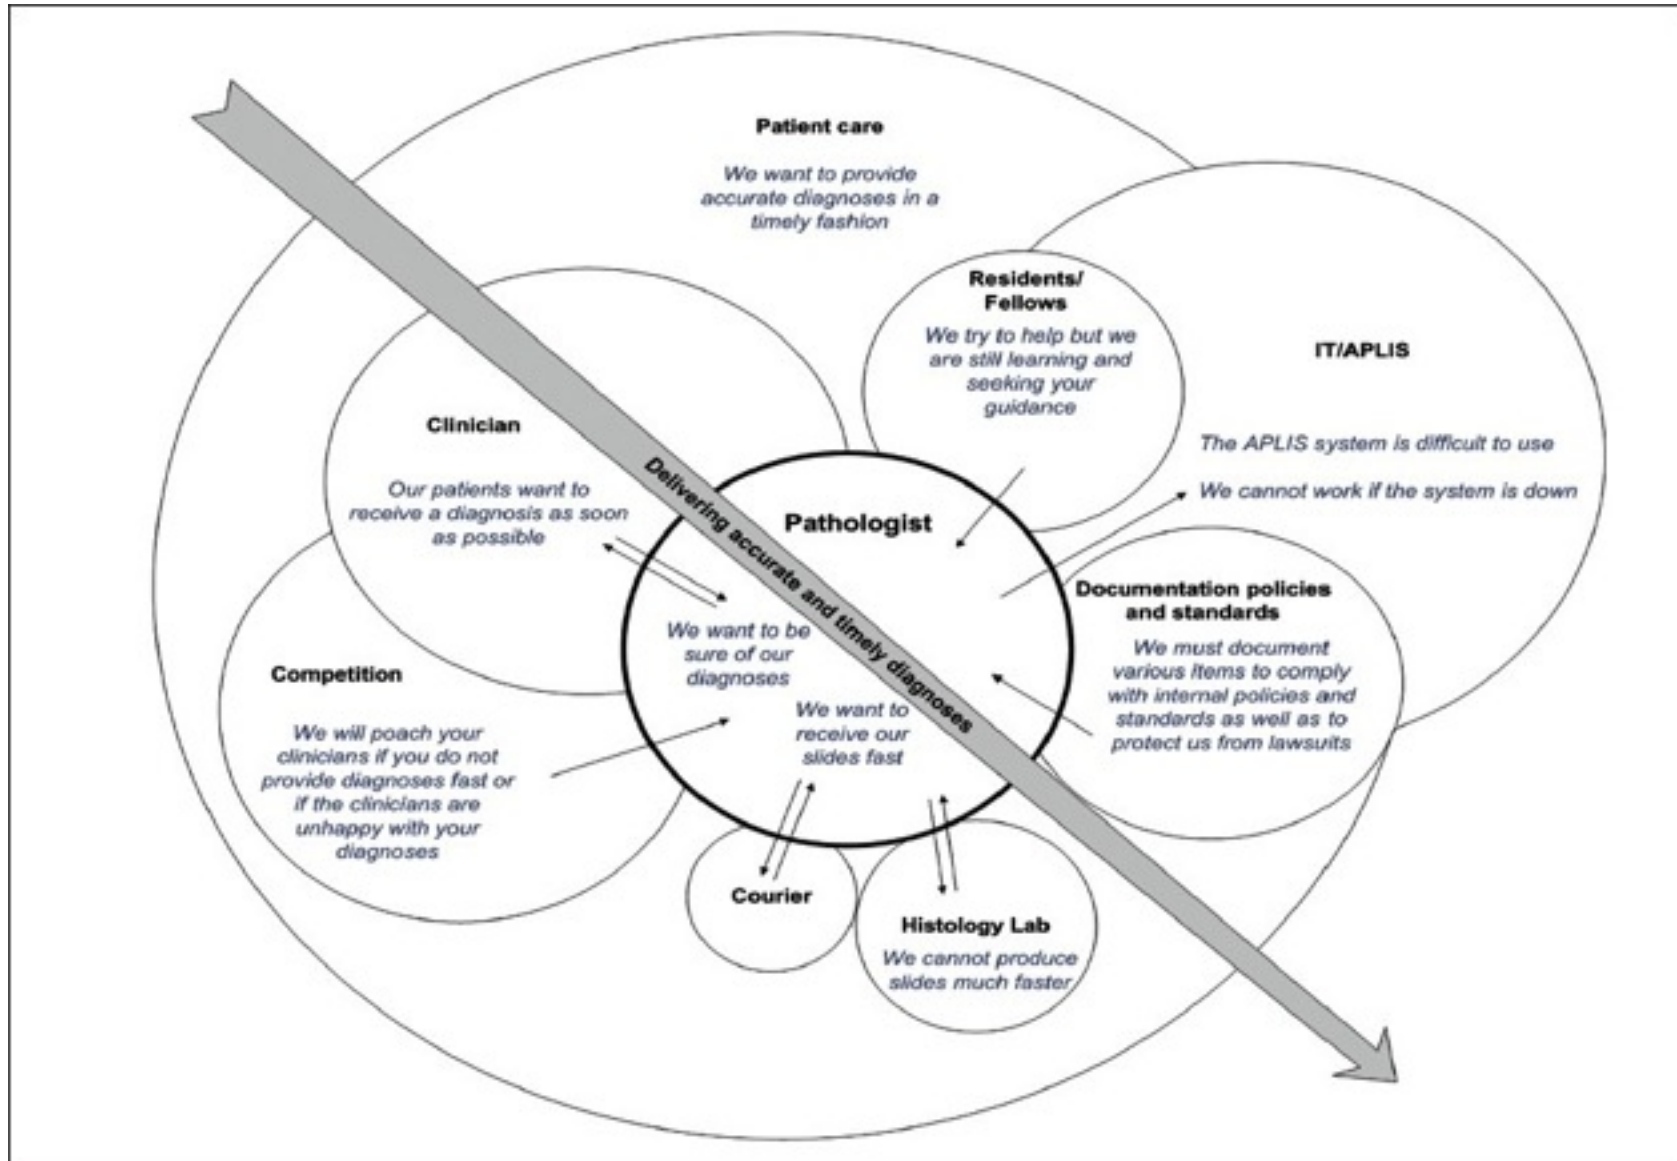 Patient care
We want to provide
accurate diagnoses in a
timely fashion
Residents/
Fellows
We try to help but we
are still learning and
seeking your
guidance
IT/APLIS
The APLIS system is difficult to use
We cannot work if the system is down
Clinician
Our patients want to
receive a diagnosis as soon
as possible
Delivering accurate and timely diagnoses
Pathologist
We want to be
sure of our
diagnoses
We want to
receive our
slides fast
Documentation policies
and standards
We must document
various items to comply
with internal policies and
standards as well as to
protect us from lawsuits
Competition
We will poach your
clinicians if you do not
provide diagnoses fast or
if the clinicians are
unhappy with your
diagnoses
Courier
Histology Lab
We cannot produce
slides much faster